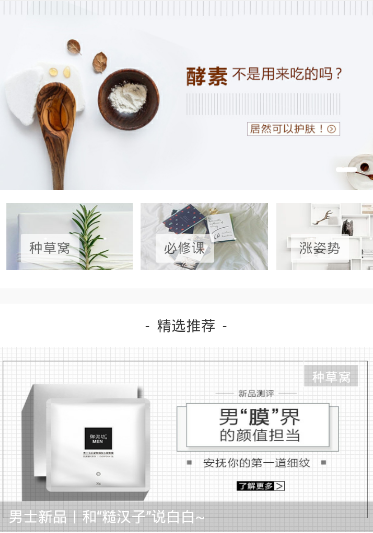 酵素 不是用来吃的吗？
居然可以护肤！
种草窝
必修课
涨姿势
- 精选推荐 -
种草窝
新品测评
男“膜”界
的颜值担当
安抚你的第一道细纹
了解更多
MEN
男士新品 | 和“糙汉子”说白白~